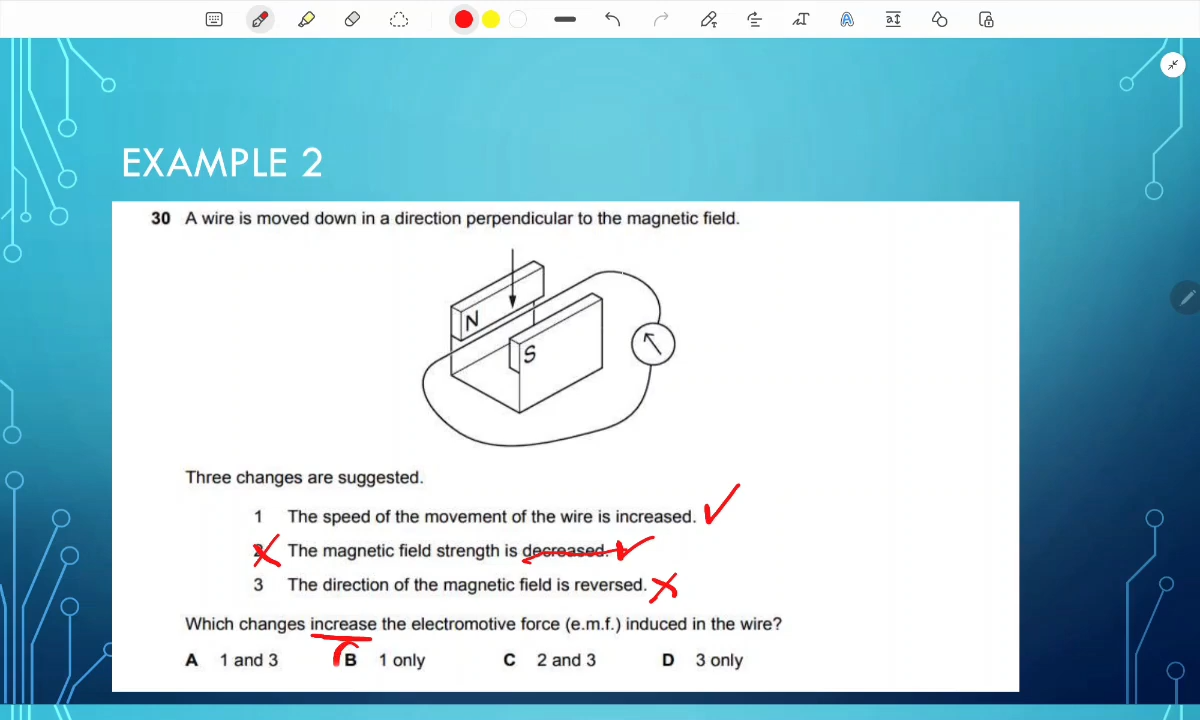 EXAMPLE 2
30 A wire is moved down in a direction perpendicular to the magnetic field.
N
S
Three changes are suggested.
1 The speed of the movement of the wire is increased.
2 The magnetic field strength is decreased.
3 The direction of the magnetic field is reversed.
Which changes increase the electromotive force (e.m.f.) induced in the wire?
A 1 and 3 B 1 only C 2 and 3 D 3 only